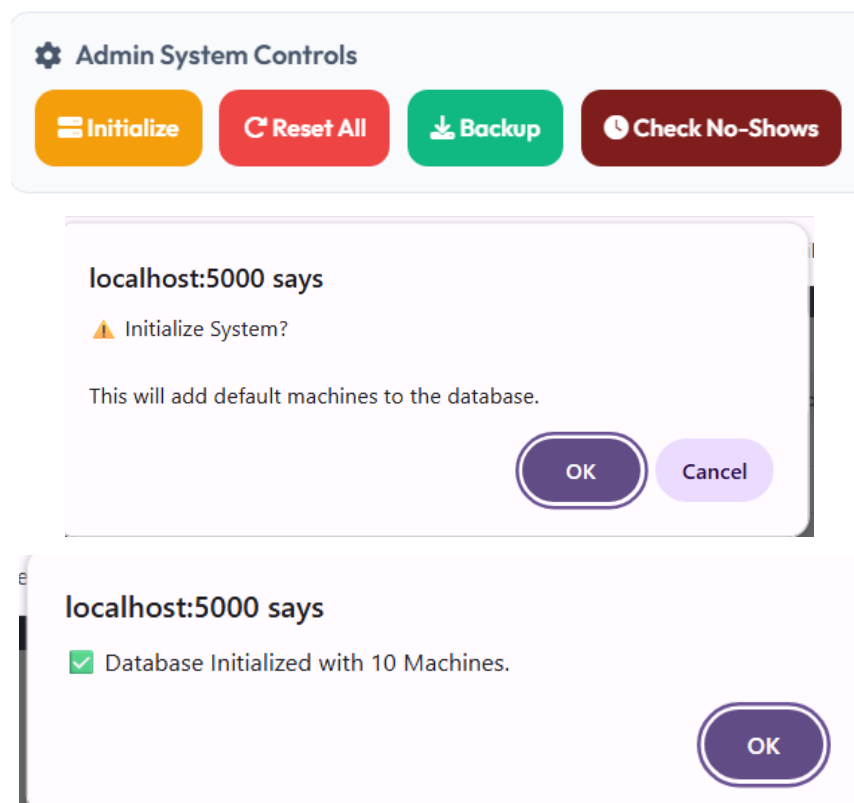 Admin System Controls
Initialize Reset All Backup Check No-Shows
localhost:5000 says
⚠️ Initialize System?
This will add default machines to the database.
OK Cancel
localhost:5000 says
✅ Database Initialized with 10 Machines.
OK